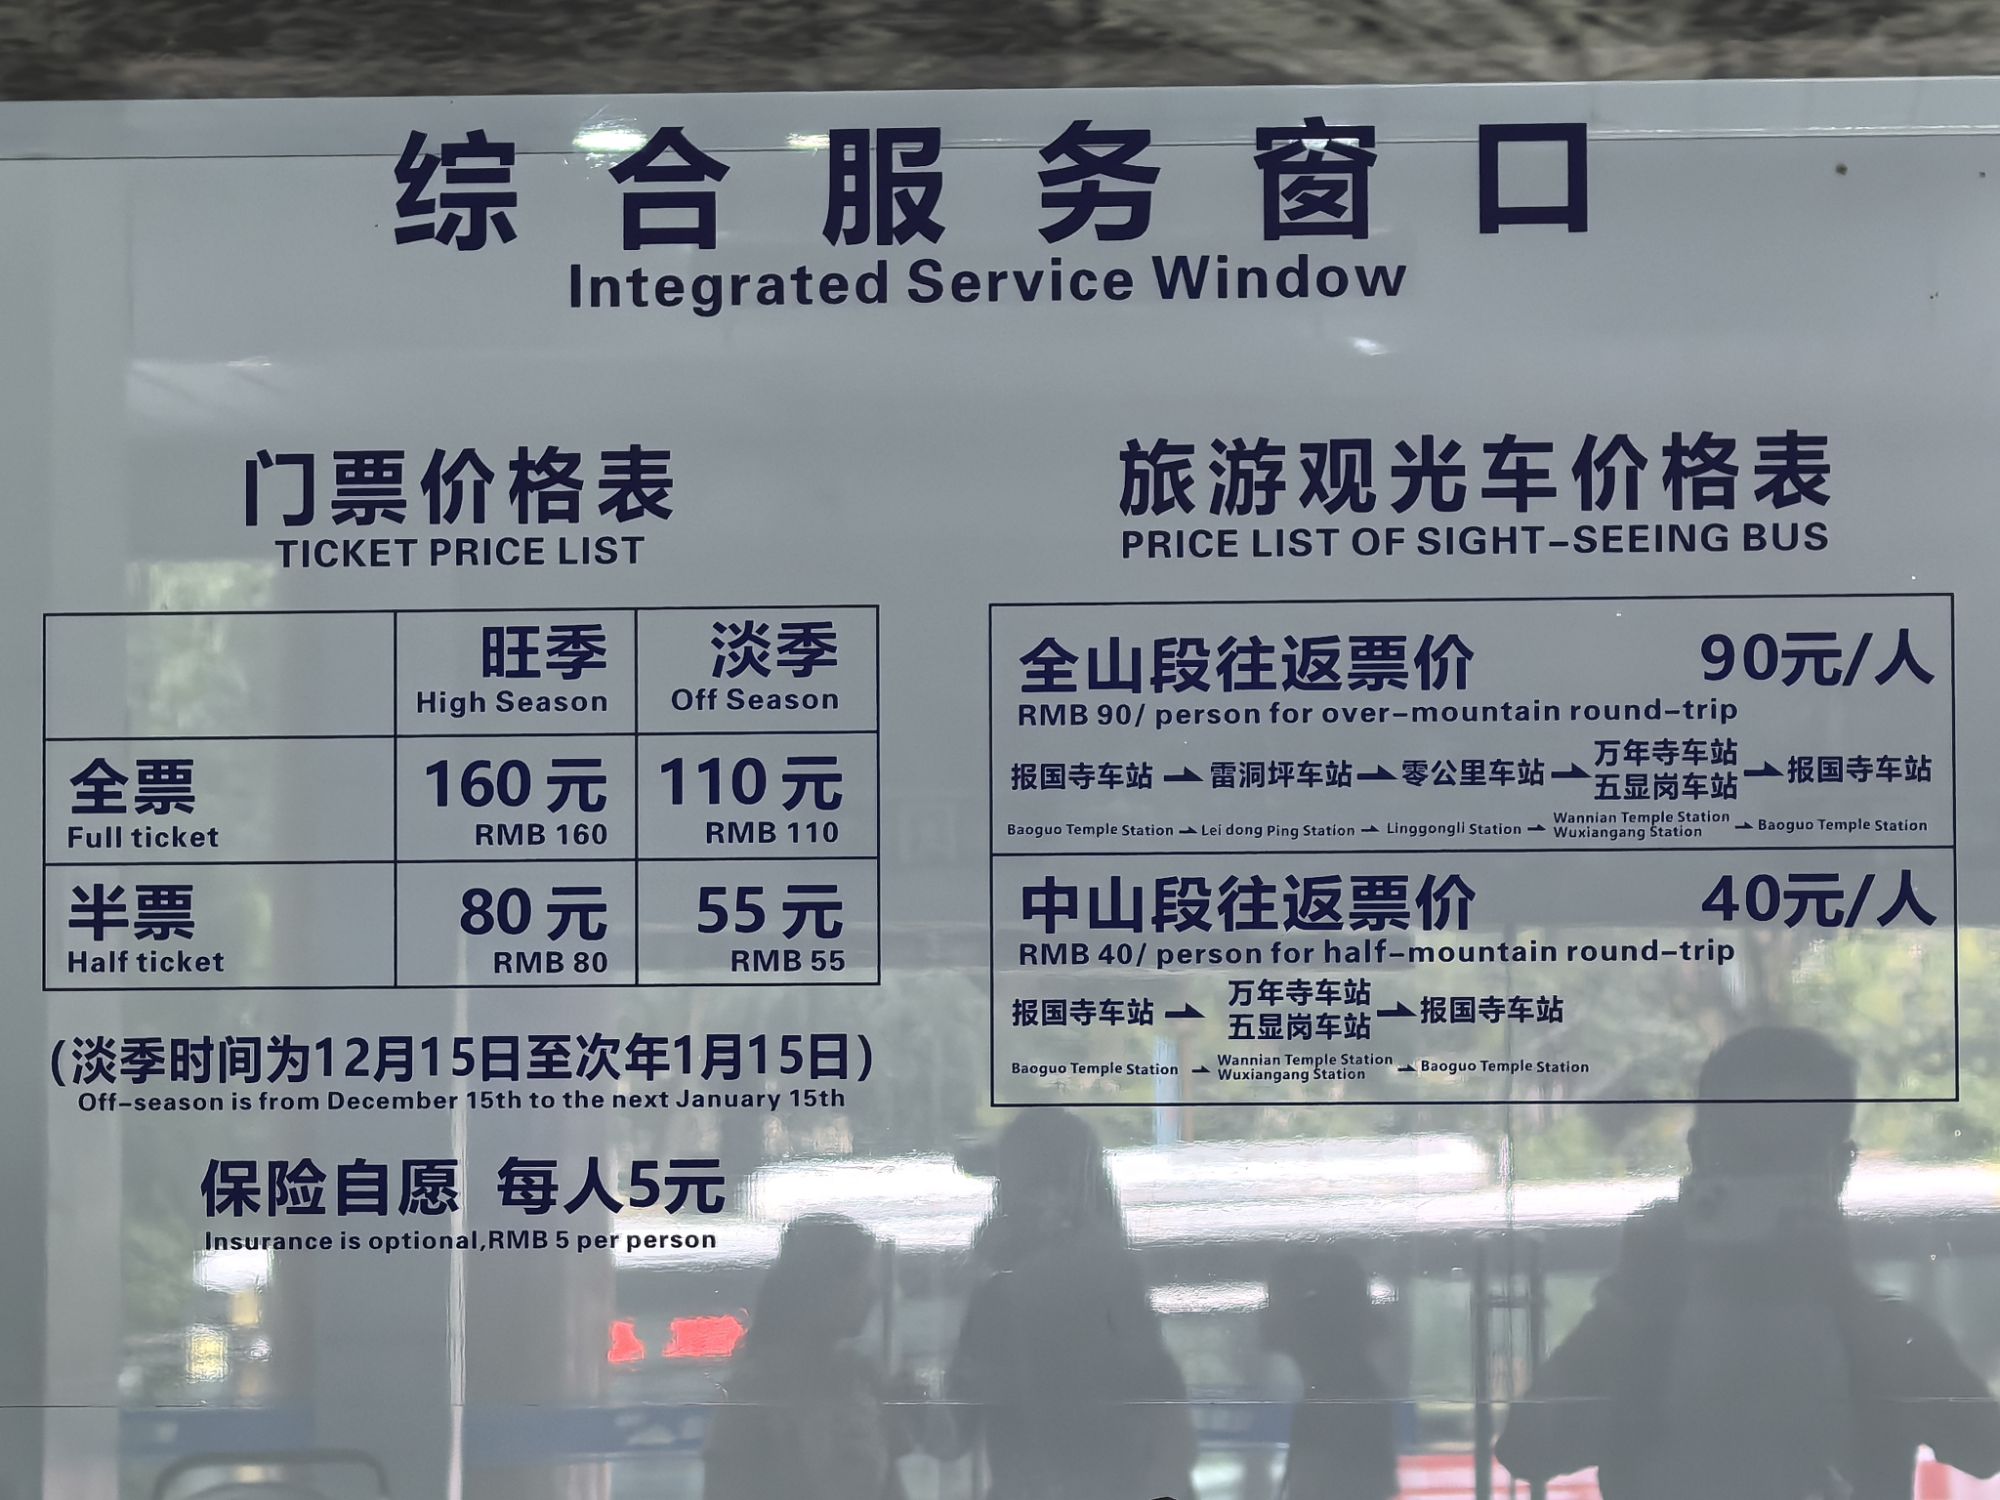 综合服务窗口
Integrated Service Window
门票价格表
TICKET PRICE LIST
旺季 淡季
High Season Off Season
全票 160元 110元
Full ticket RMB 160 RMB 110
半票 80元 55元
Half ticket RMB 80 RMB 55
(淡季时间为12月15日至次年1月15日)
Off-season is from December 15th to the next January 15th
保险自愿 每人5元
Insurance is optional,RMB 5 per person
旅游观光车价格表
PRICE LIST OF SIGHT-SEEING BUS
全山段往返票价 90元/人
RMB 90/ person for over-mountain round-trip
万年寺车站
报国寺车站 → 雷洞坪车站 → 零公里车站 → 五显岗车站 → 报国寺车站
Wannian Temple Station
Baoguo Temple Station → Lei dong Ping Station → Linggongli Station → Wuxiangang Station → Baoguo Temple Station
中山段往返票价 40元/人
RMB 40/ person for half-mountain round-trip
万年寺车站
报国寺车站 → 五显岗车站 → 报国寺车站
Wannian Temple Station
Baoguo Temple Station → Wuxiangang Station → Baoguo Temple Station